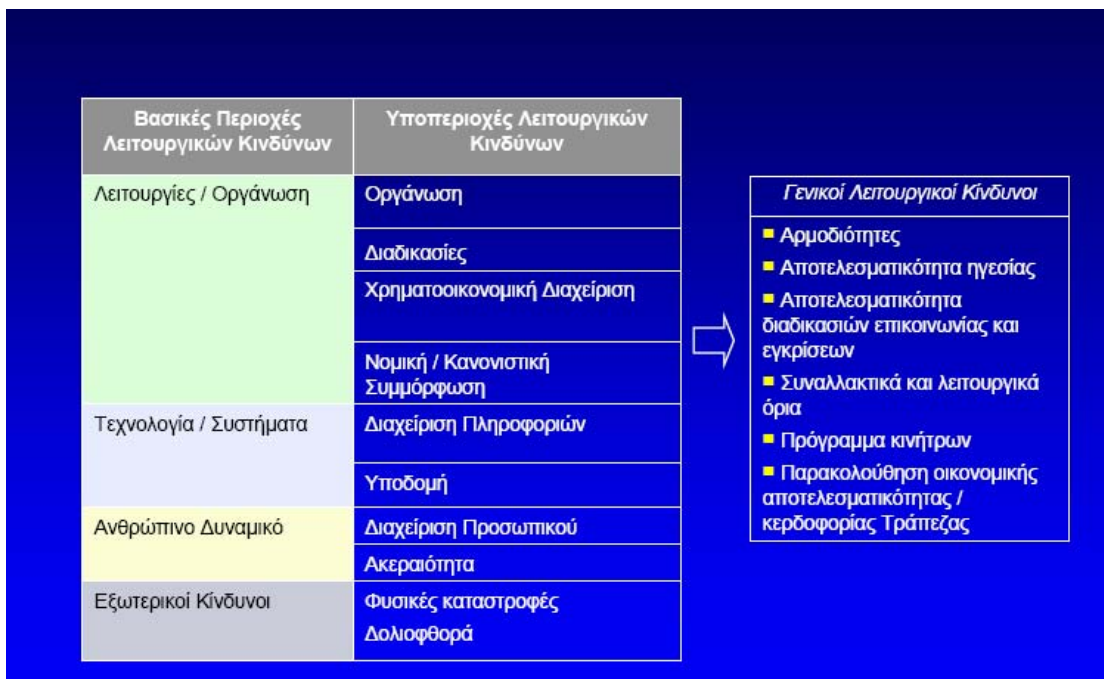 Βασικές Περιοχές
Λειτουργικών Κινδύνων
Υποπεριοχές Λειτουργικών
Κινδύνων
Λειτουργίες / Οργάνωση
Οργάνωση
Διαδικασίες
Χρηματοοικονομική Διαχείριση
Νομική / Κανονιστική
Συμμόρφωση
Τεχνολογία / Συστήματα
Διαχείριση Πληροφοριών
Υποδομή
Ανθρώπινο Δυναμικό
Διαχείριση Προσωπικού
Ακεραιότητα
Εξωτερικοί Κίνδυνοι
Φυσικές καταστροφές
Δολιοφθορά
Γενικοί Λειτουργικοί Κίνδυνοι
Αρμοδιότητες
Αποτελεσματικότητα ηγεσίας
Αποτελεσματικότητα
διαδικασιών επικοινωνίας και
εγκρίσεων
Συναλλακτικά και λειτουργικά
όρια
Πρόγραμμα κινήτρων
Παρακολούθηση οικονομικής
αποτελεσματικότητας /
κερδοφορίας Τράπεζας